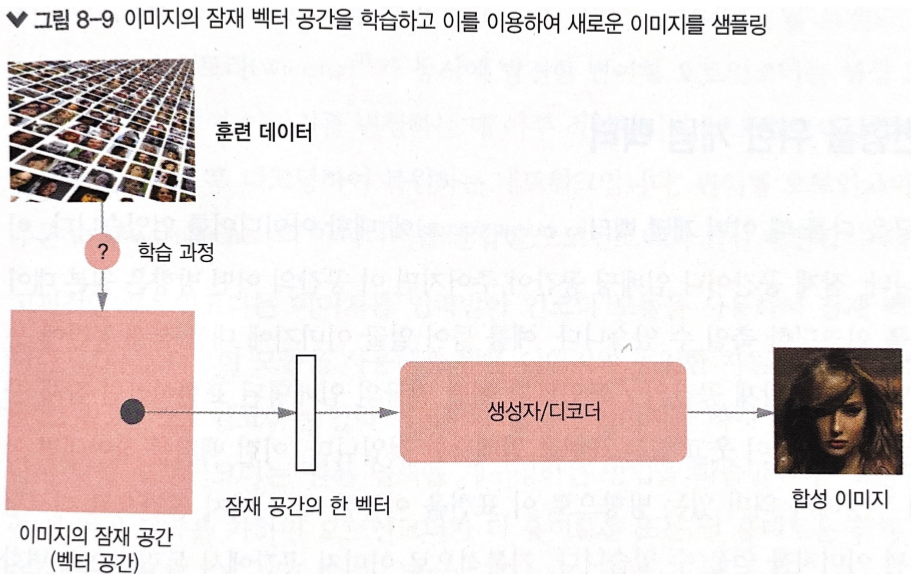 그림 8-9 이미지의 잠재 벡터 공간을 학습하고 이를 이용하여 새로운 이미지를 샘플링
훈련 데이터
? 학습 과정
생성자/디코더
잠재 공간의 한 벡터
합성 이미지
이미지의 잠재 공간
(벡터 공간)